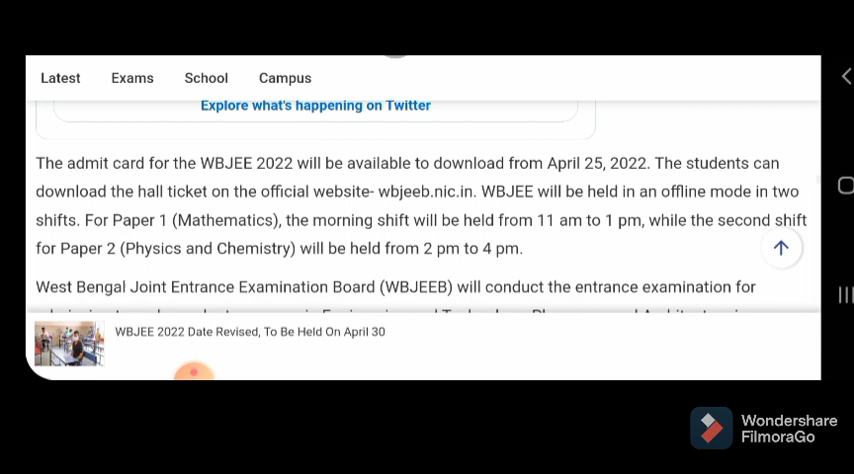 Latest Exams School Campus
Explore what's happening on Twitter
The admit card for the WBJEE 2022 will be available to download from April 25, 2022. The students can
download the hall ticket on the official website- wbjeeb.nic.in. WBJEE will be held in an offline mode in two
shifts. For Paper 1 (Mathematics), the morning shift will be held from 11 am to 1 pm, while the second shift
for Paper 2 (Physics and Chemistry) will be held from 2 pm to 4 pm.
West Bengal Joint Entrance Examination Board (WBJEEB) will conduct the entrance examination for
WBJEE 2022 Date Revised, To Be Held On April 30
Wondershare
FilmoraGo